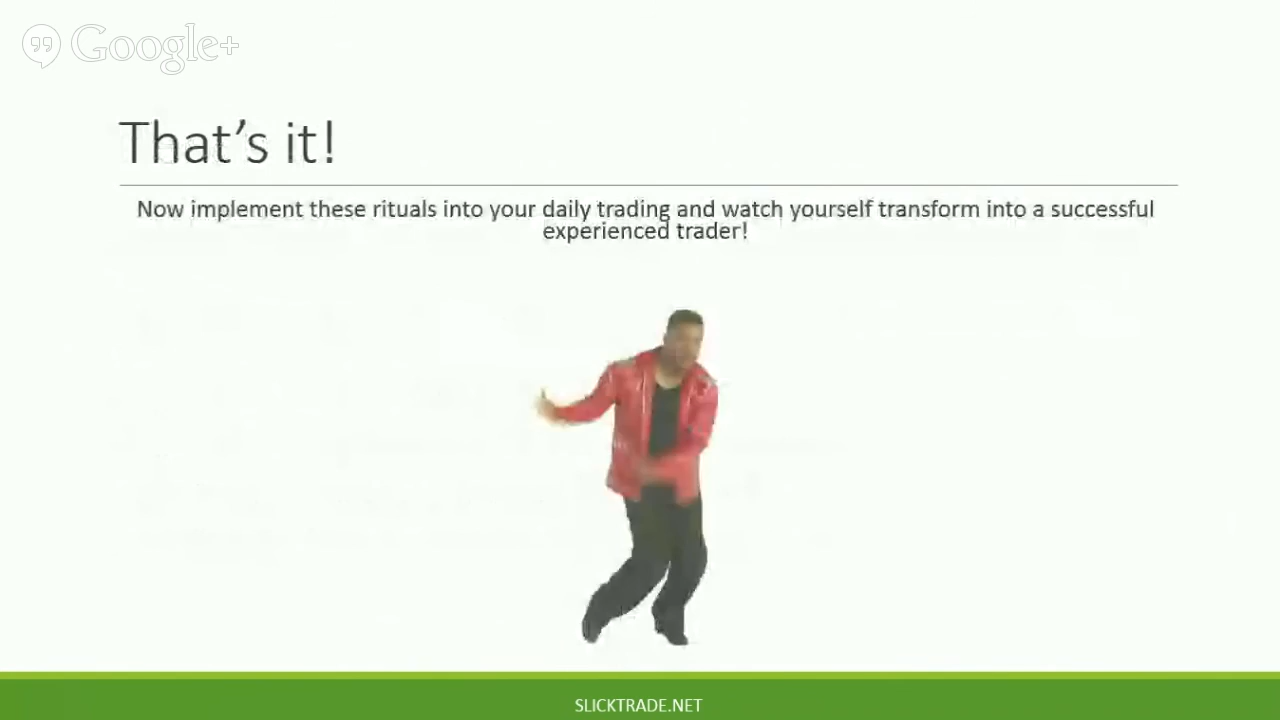 Google+
That's it!
Now implement these rituals into your daily trading and watch yourself transform into a successful
experienced trader!
SLICKTRADE.NET